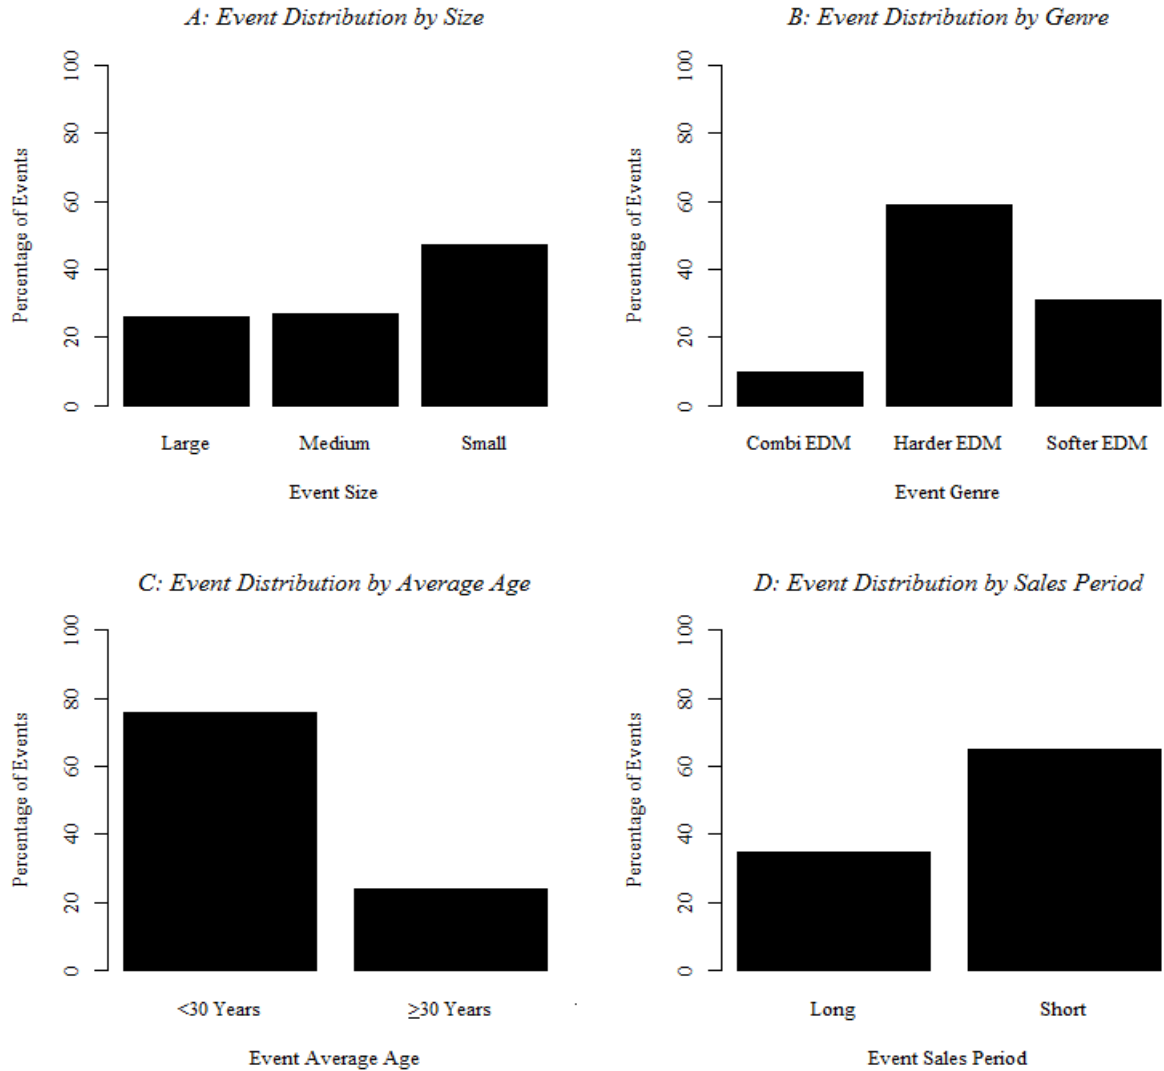 A: Event Distribution by Size
Percentage of Events
100
80
60
40
20
0
Large Medium Small
Event Size
B: Event Distribution by Genre
Percentage of Events
100
80
60
40
20
0
Combi EDM Harder EDM Softer EDM
Event Genre
C: Event Distribution by Average Age
Percentage of Events
100
80
60
40
20
0
<30 Years ≥30 Years
Event Average Age
D: Event Distribution by Sales Period
Percentage of Events
100
80
60
40
20
0
Long Short
Event Sales Period